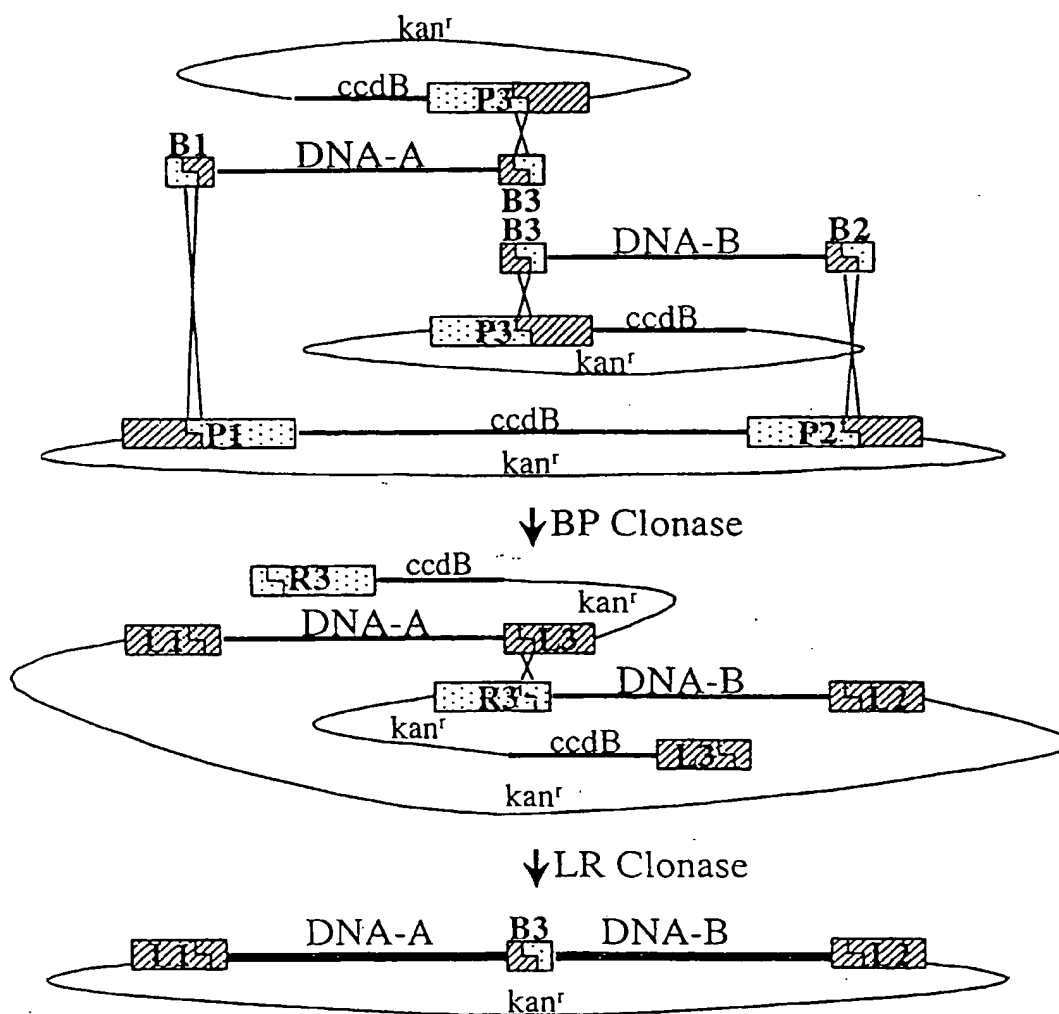 kanʳ
ccdB
P3
B1
DNA-A
B3
B3
DNA-B
B2
P3
ccdB
kanʳ
ccdB
P1
P2
kanʳ
BP Clonase
R3
ccdB
kanʳ
L1
DNA-A
L3
R3
DNA-B
L2
kanʳ
ccdB
L3
kanʳ
LR Clonase
L1
DNA-A
B3
DNA-B
kanʳ